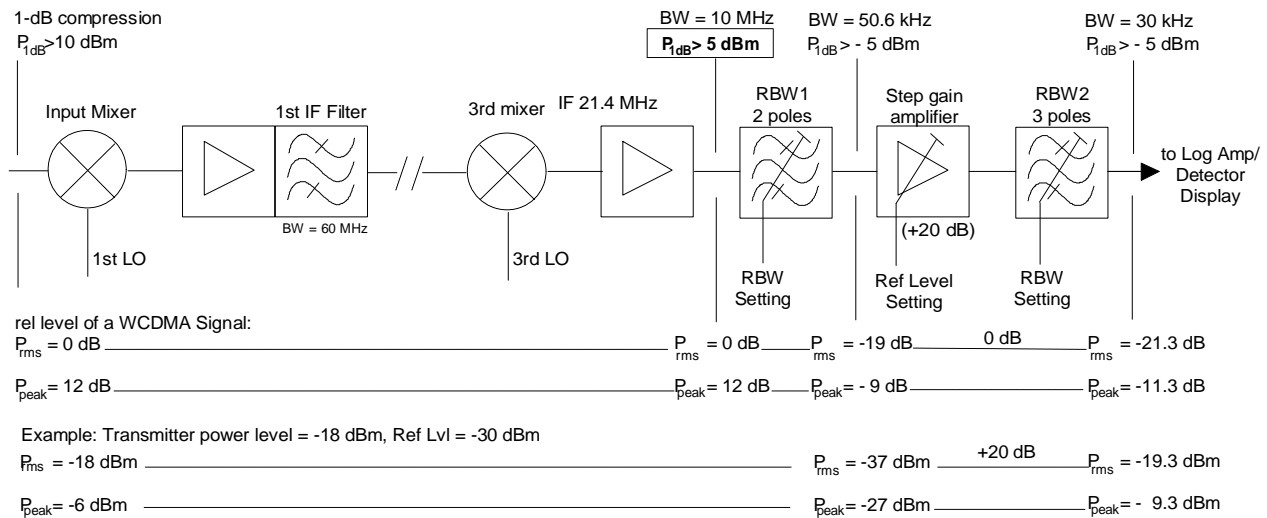 1-dB compression
P1dB>10 dBm
BW = 10 MHz
P1dB> 5 dBm
BW = 50.6 kHz
P1dB> - 5 dBm
BW = 30 kHz
P1dB> - 5 dBm
Input Mixer
1st IF Filter
3rd mixer
IF 21.4 MHz
RBW1
2 poles
Step gain
amplifier
RBW2
3 poles
to Log Amp/
Detector
Display
BW = 60 MHz
(+20 dB)
1st LO
3rd LO
RBW
Setting
Ref Level
Setting
RBW
Setting
rel level of a WCDMA Signal:
Prms = 0 dB
Prms = 0 dB
Prms = -19 dB
0 dB
Prms = -21.3 dB
Ppeak= 12 dB
Ppeak= 12 dB
Ppeak= - 9 dB
Ppeak= -11.3 dB
Example: Transmitter power level = -18 dBm, Ref Lvl = -30 dBm
Prms = -18 dBm
Prms = -37 dBm
+20 dB
Prms = -19.3 dBm
Ppeak= -6 dBm
Ppeak= -27 dBm
Ppeak= - 9.3 dBm